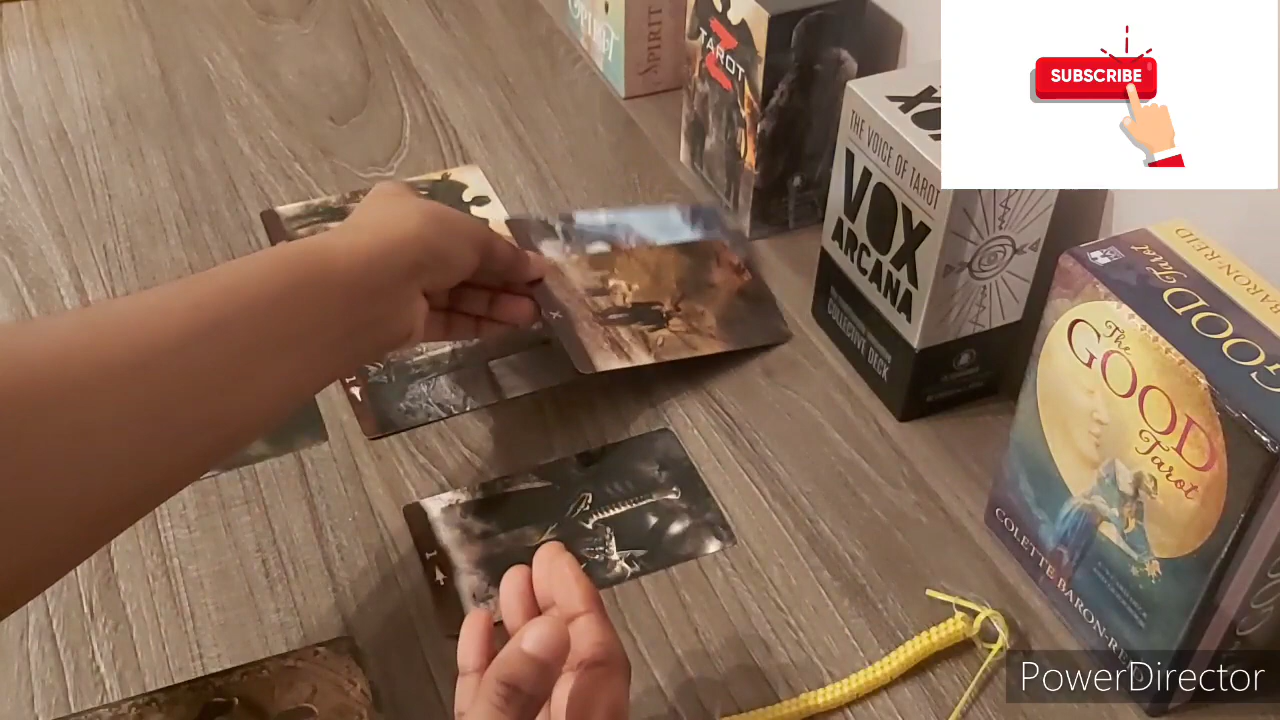 SPIRIT
TAROT
Z
SUBSCRIBE
THE VOICE OF TAROT
VOX
ARCANA
COLLECTIVE DECK
BARON-REID
GOOD Tarot
The
GOOD
Tarot
COLETTE BARON-REID
X
I
I
PowerDirector